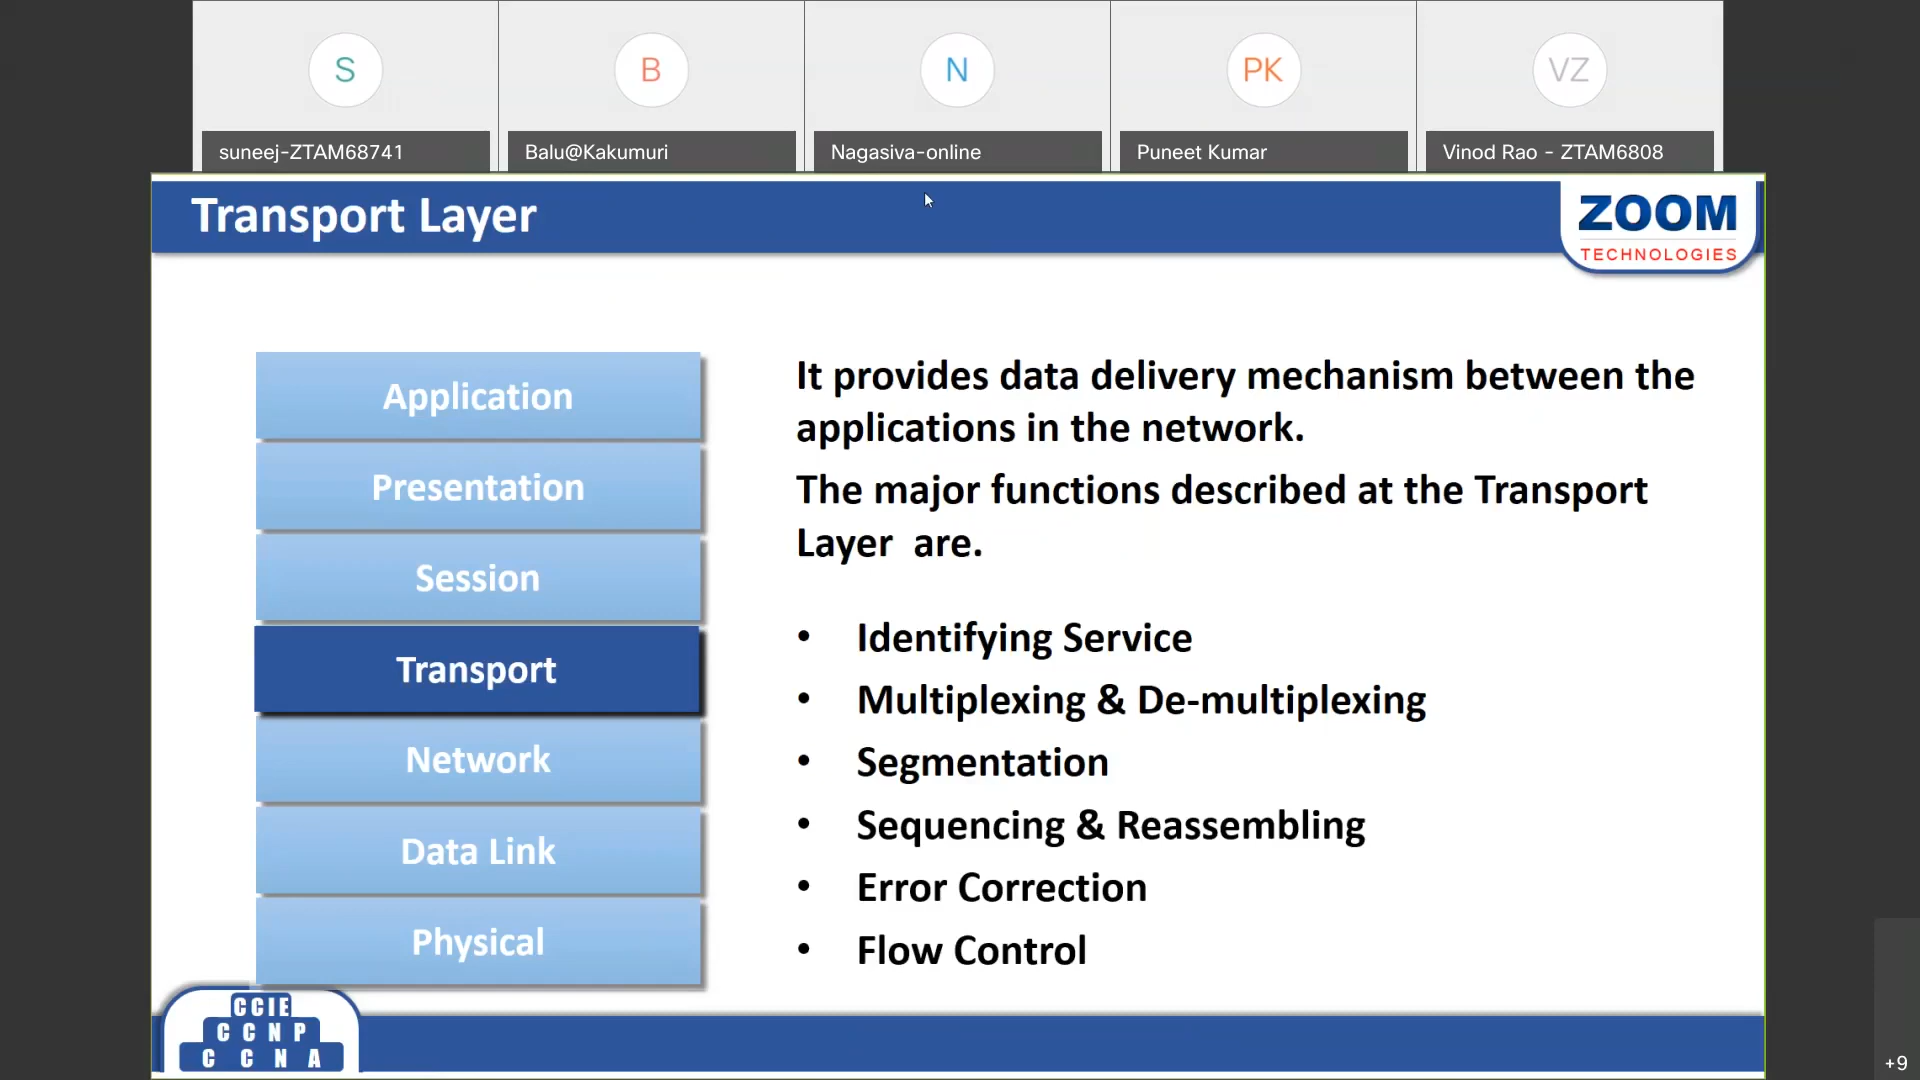 S
B
N
PK
VZ
suneej-ZTAM68741
Balu@Kakumuri
Nagasiva-online
Puneet Kumar
Vinod Rao - ZTAM6808
Transport Layer
ZOOM
TECHNOLOGIES
Application
Presentation
Session
Transport
Network
Data Link
Physical
It provides data delivery mechanism between the
applications in the network.
The major functions described at the Transport
Layer are.
• Identifying Service
• Multiplexing & De-multiplexing
• Segmentation
• Sequencing & Reassembling
• Error Correction
• Flow Control
CCIE
CCNP
CCNA
+9